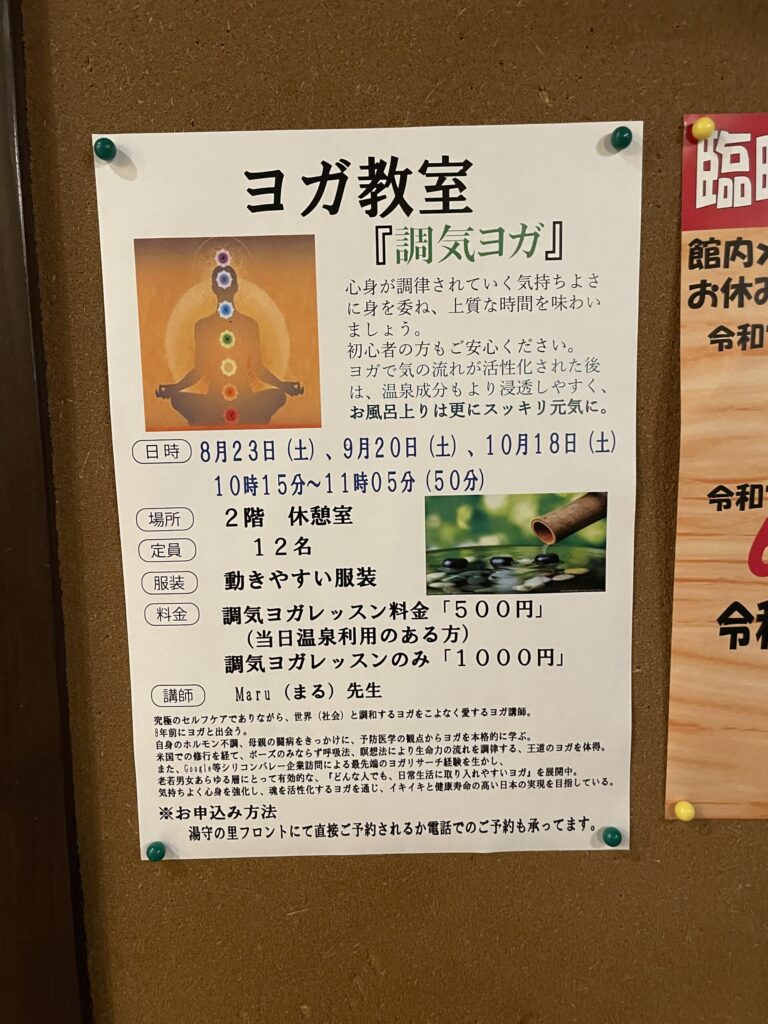 ヨガ教室
『調気ヨガ』
心身が調律されていく気持ちよさ
に身を委ね、上質な時間を味わい
ましょう。
初心者の方もご安心ください。
ヨガで気の流れが活性化された後
は、温泉成分もより浸透しやすく、
お風呂上りは更にスッキリ元気に。
日時 8月23日（土）、9月20日（土）、10月18日（土）
10時15分～11時05分（50分）
場所 2階 休憩室
定員 12名
服装 動きやすい服装
料金 調気ヨガレッスン料金「500円」
（当日温泉利用のある方）
調気ヨガレッスンのみ「1000円」
講師 Maru（まる）先生
究極のセルフケアでありながら、世界（社会）と調和するヨガをこよなく愛するヨガ講師。
8年前にヨガと出会う。
自身のホルモン不調、母親の闘病をきっかけに、予防医学の観点からヨガを本格的に学ぶ。
米国での修行を経て、ポーズのみならず呼吸法、瞑想法により生命力の流れを調律する、王道のヨガを体得。
また、Google等シリコンバレー企業訪問による最先端のヨガリサーチ経験を生かし、
老若男女あらゆる層にとって有効的な、『どんな人でも、日常生活に取り入れやすいヨガ』を展開中。
気持ちよく心身を強化し、魂を活性化するヨガを通じ、イキイキと健康寿命の高い日本の実現を目指している。
※お申込み方法
湯守の里フロントにて直接ご予約されるか電話でのご予約も承ってます。
臨
館内
お休み
令和
令和
令和